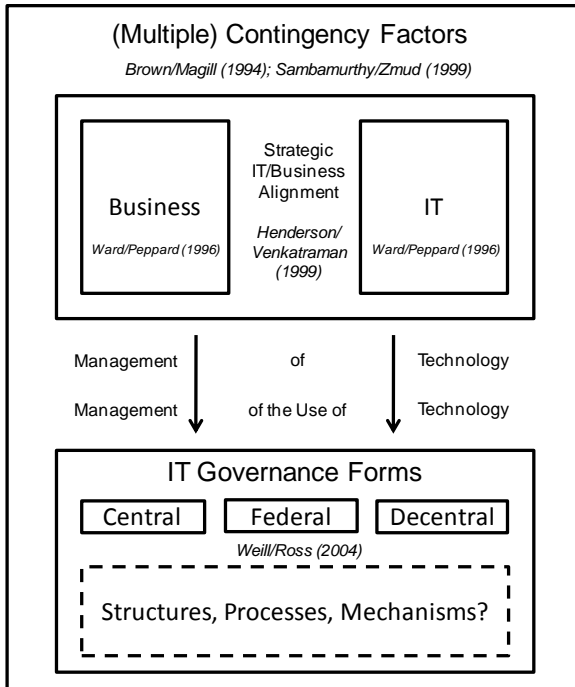 (Multiple) Contingency Factors
Brown/Magill (1994); Sambamurthy/Zmud (1999)
Business
Ward/Peppard (1996)
Strategic
IT/Business
Alignment
Henderson/
Venkatraman
(1999)
IT
Ward/Peppard (1996)
Management of Technology
Management of the Use of Technology
IT Governance Forms
Central Federal Decentral
Weill/Ross (2004)
Structures, Processes, Mechanisms?